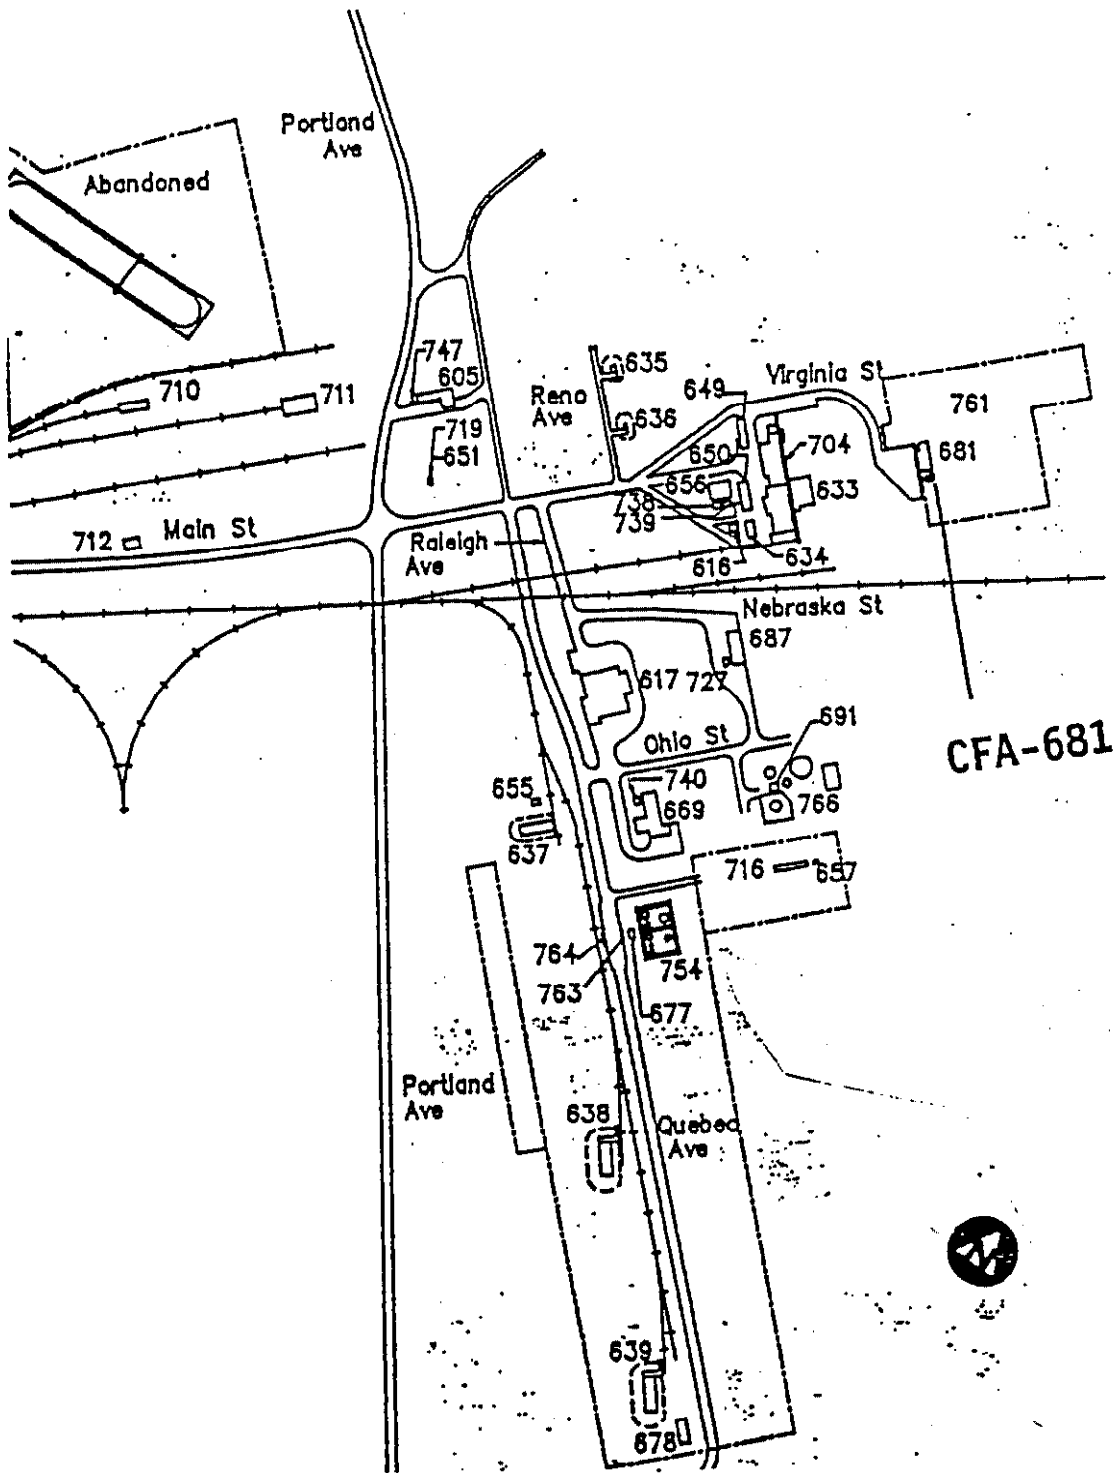 Portland
Ave
Abandoned
747
605
710
711
719
651
Reno
Ave
635
636
649
Virginia St
761
650
704
681
656
633
738
739
634
616
712
Main St
Raleigh
Ave
Nebraska St
687
617
727
691
Ohio St
CFA-681
655
740
669
766
637
716
657
764
754
763
677
Portland
Ave
638
Quebec
Ave
639
678